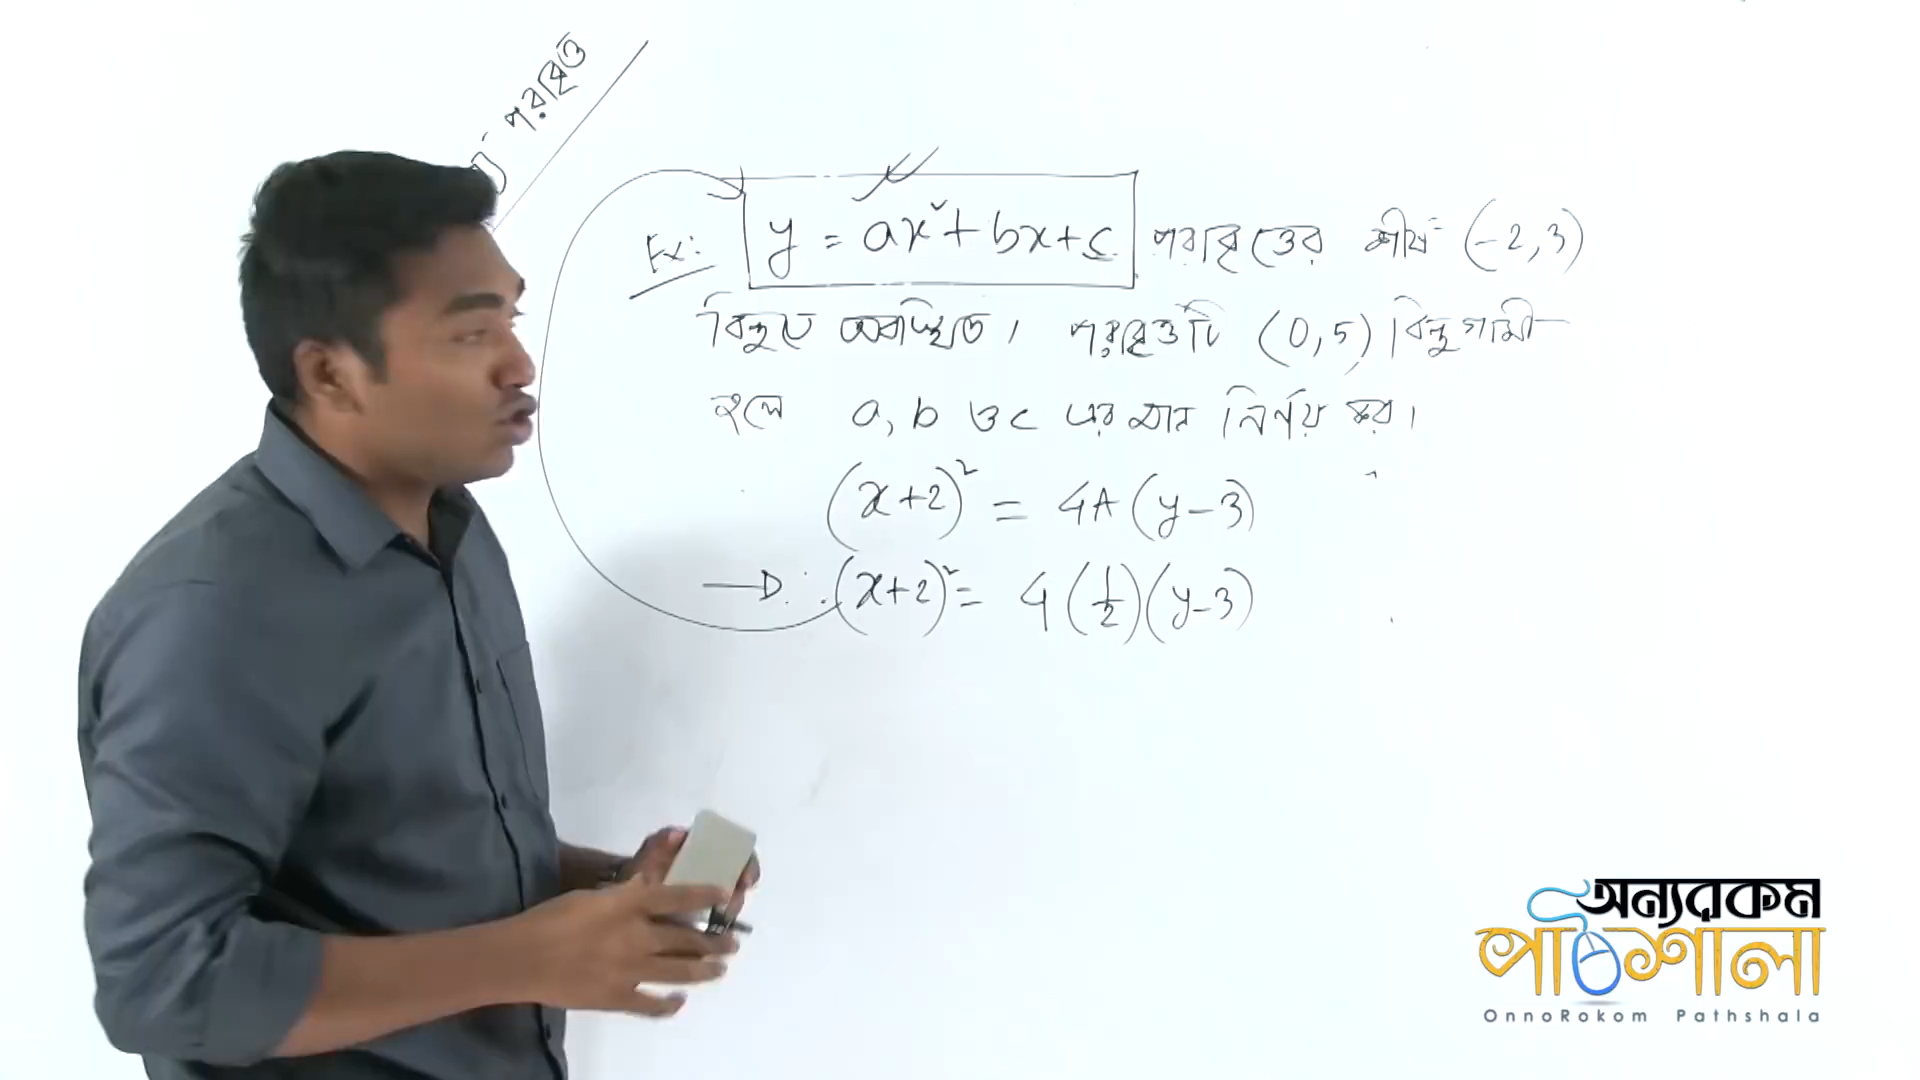 পরাবৃত্ত
Ex: y = ax² + bx + c পরাবৃত্তের শীর্ষ (-2, 3)
বিন্দুতে অবস্থিত। পরাবৃত্তটি (0, 5) বিন্দুগামী
হলে a, b ও c এর মান নির্ণয় কর।
(x+2)² = 4A(y-3)
(x+2)² = 4(1/2)(y-3)
অন্যরকম
পাঠশালা
OnnoRokom Pathshala